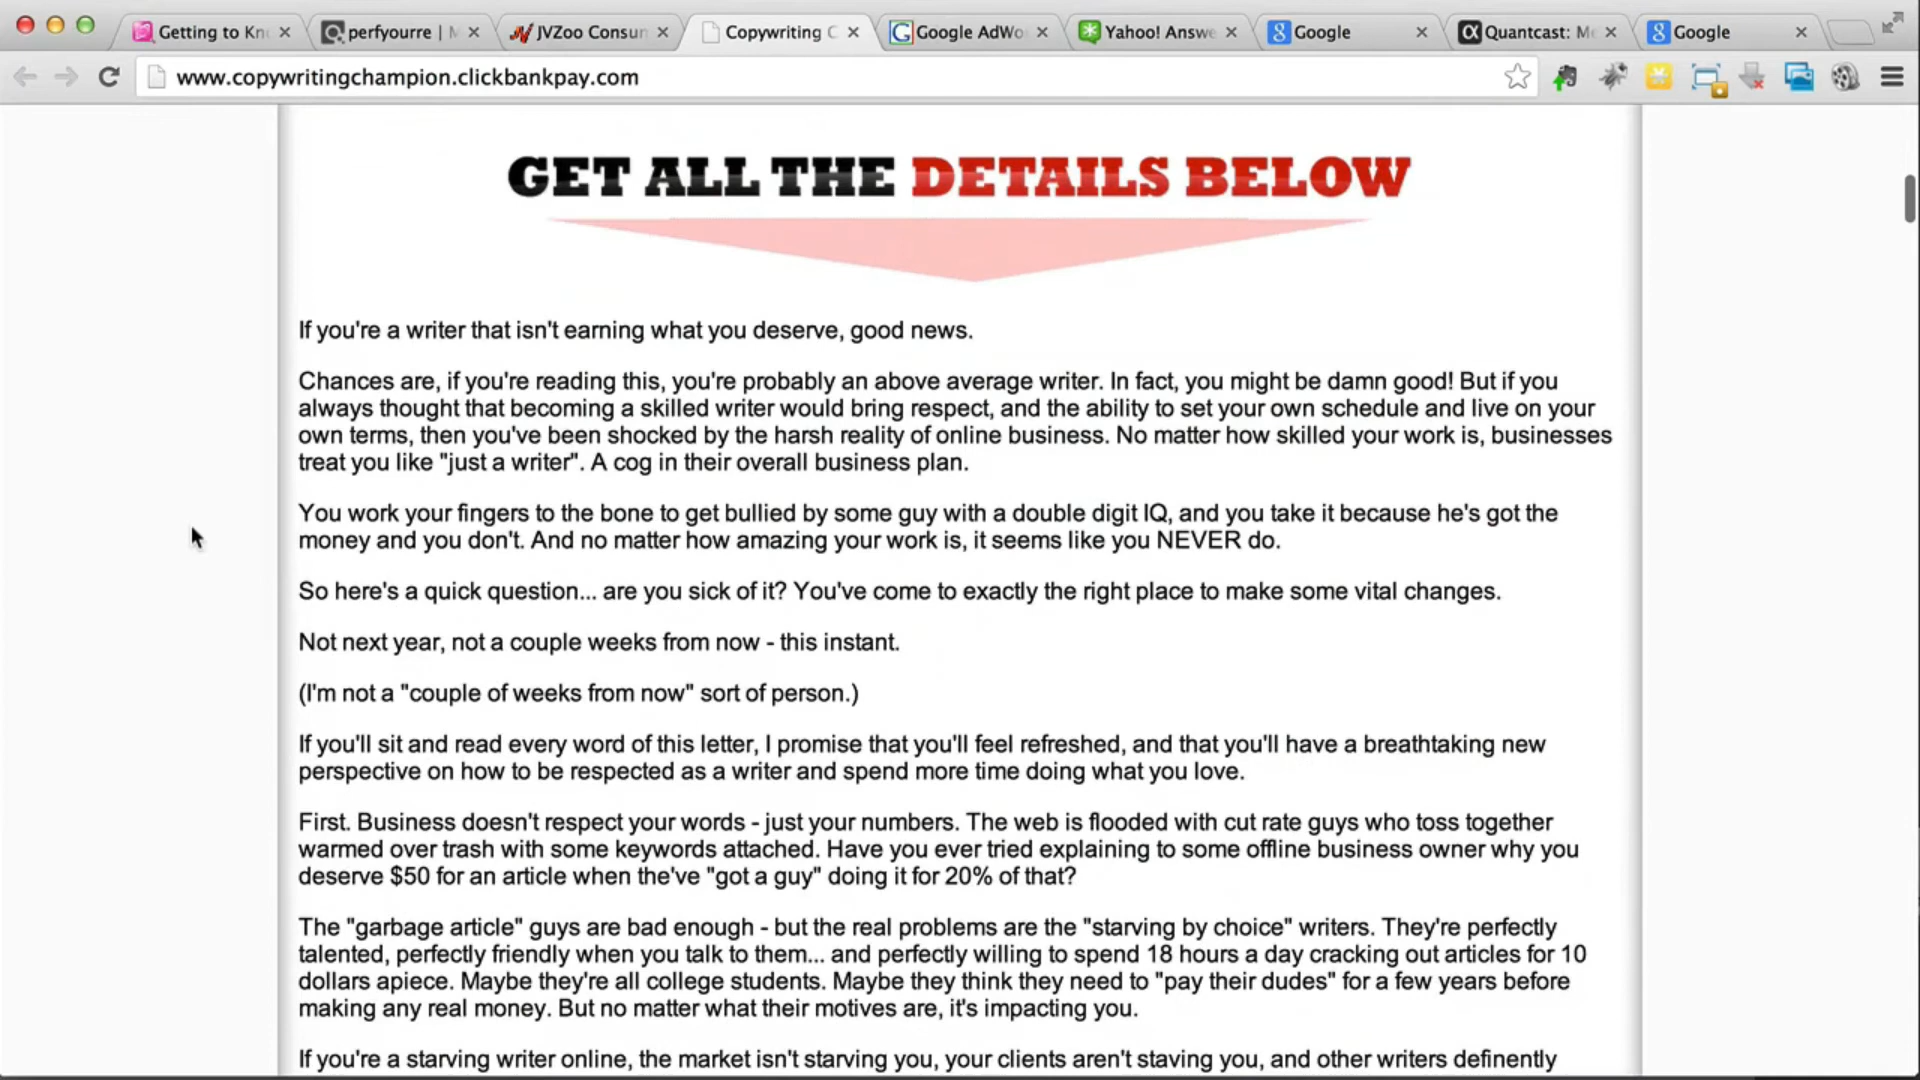 Getting to Kn
perfyourre | M
JVZoo Consun
Copywriting C
Google AdWo
Yahoo! Answe
Google
Quantcast: Me
Google
www.copywritingchampion.clickbankpay.com
GET ALL THE DETAILS BELOW
If you're a writer that isn't earning what you deserve, good news.
Chances are, if you're reading this, you're probably an above average writer. In fact, you might be damn good! But if you
always thought that becoming a skilled writer would bring respect, and the ability to set your own schedule and live on your
own terms, then you've been shocked by the harsh reality of online business. No matter how skilled your work is, businesses
treat you like "just a writer". A cog in their overall business plan.
You work your fingers to the bone to get bullied by some guy with a double digit IQ, and you take it because he's got the
money and you don't. And no matter how amazing your work is, it seems like you NEVER do.
So here's a quick question... are you sick of it? You've come to exactly the right place to make some vital changes.
Not next year, not a couple weeks from now - this instant.
(I'm not a "couple of weeks from now" sort of person.)
If you'll sit and read every word of this letter, I promise that you'll feel refreshed, and that you'll have a breathtaking new
perspective on how to be respected as a writer and spend more time doing what you love.
First. Business doesn't respect your words - just your numbers. The web is flooded with cut rate guys who toss together
warmed over trash with some keywords attached. Have you ever tried explaining to some offline business owner why you
deserve $50 for an article when the've "got a guy" doing it for 20% of that?
The "garbage article" guys are bad enough - but the real problems are the "starving by choice" writers. They're perfectly
talented, perfectly friendly when you talk to them... and perfectly willing to spend 18 hours a day cracking out articles for 10
dollars apiece. Maybe they're all college students. Maybe they think they need to "pay their dudes" for a few years before
making any real money. But no matter what their motives are, it's impacting you.
If you're a starving writer online, the market isn't starving you, your clients aren't staving you, and other writers definently